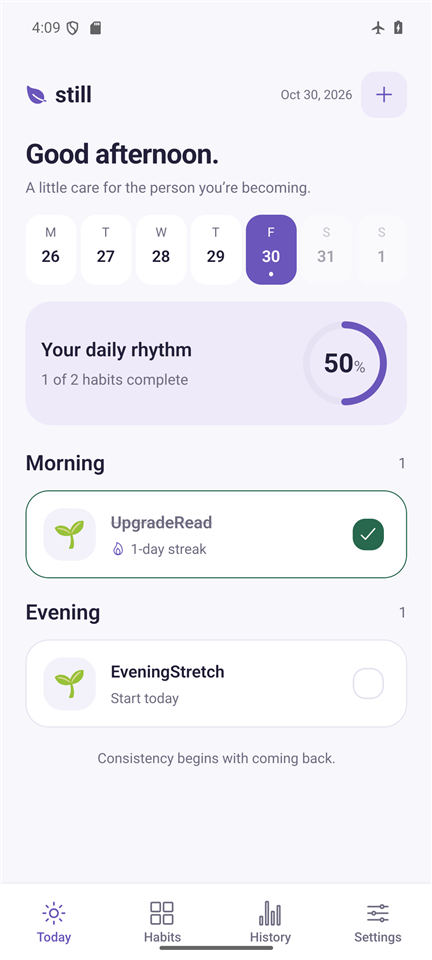 4:09
still
Oct 30, 2026
Good afternoon.
A little care for the person you’re becoming.
M T W T F S S
26 27 28 29 30 31 1
Your daily rhythm
1 of 2 habits complete
50%
Morning 1
UpgradeRead
1-day streak
Evening 1
EveningStretch
Start today
Consistency begins with coming back.
Today Habits History Settings